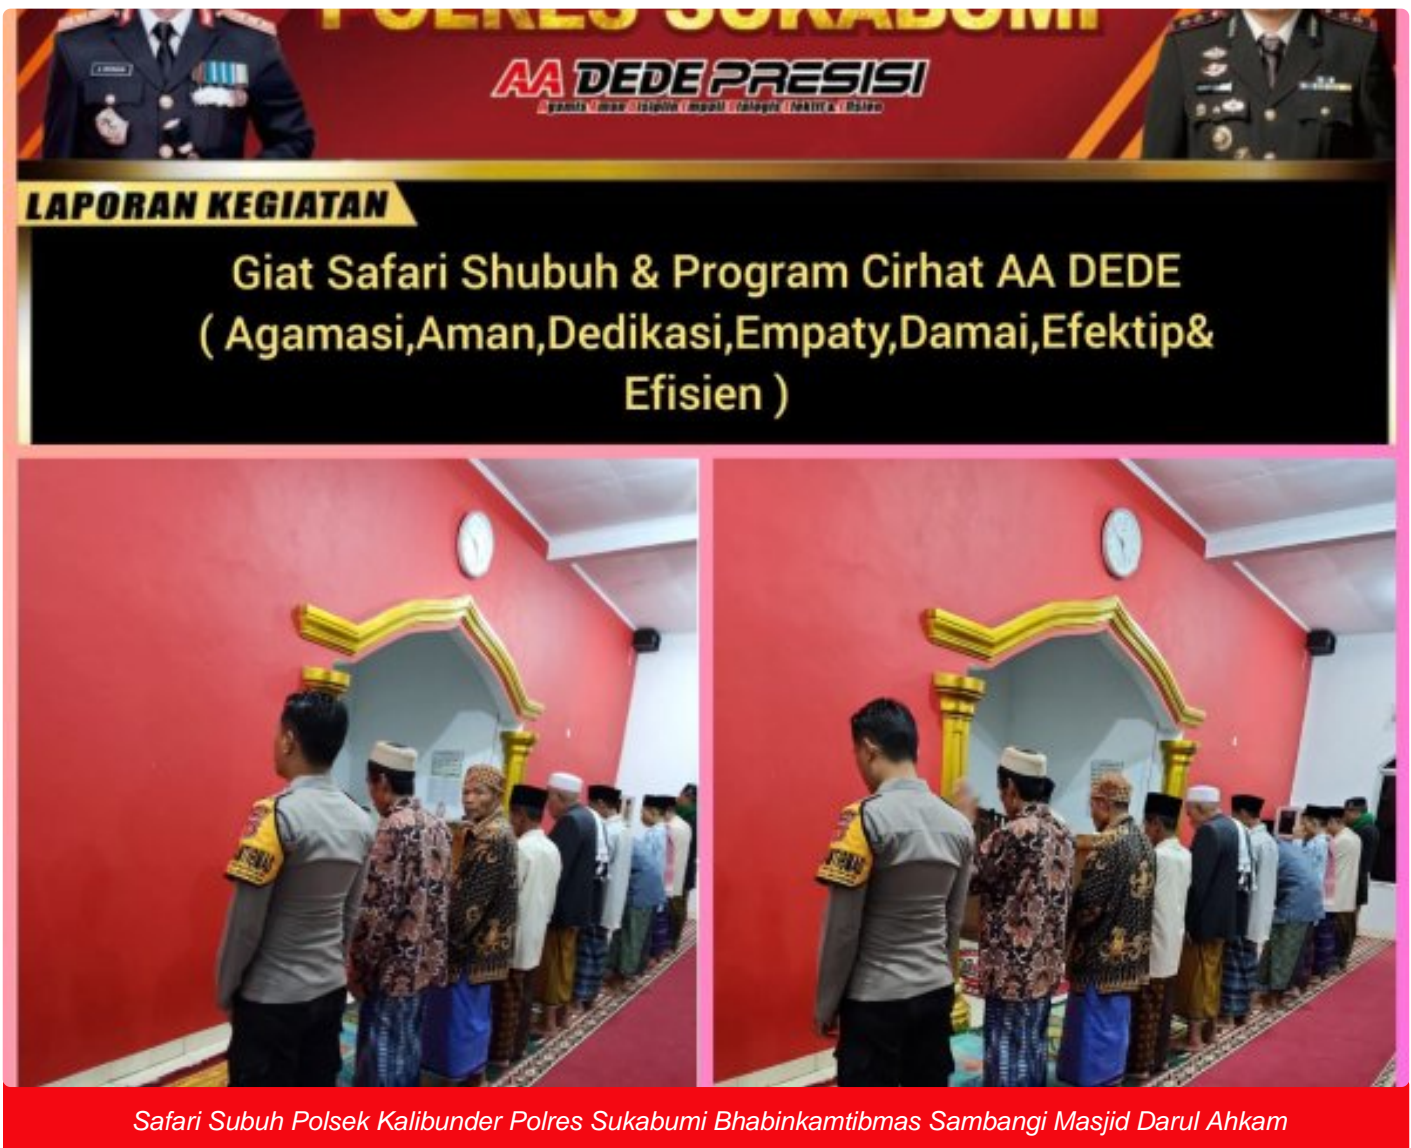 POLRES SUKABUMI
AA DEDE PRESISI
LAPORAN KEGIATAN
Giat Safari Shubuh & Program Cirhat AA DEDE
( Agamasi,Aman,Dedikasi,Empaty,Damai,Efektip&
Efisien )
Safari Subuh Polsek Kalibunder Polres Sukabumi Bhabinkamtibmas Sambangi Masjid Darul Ahkam